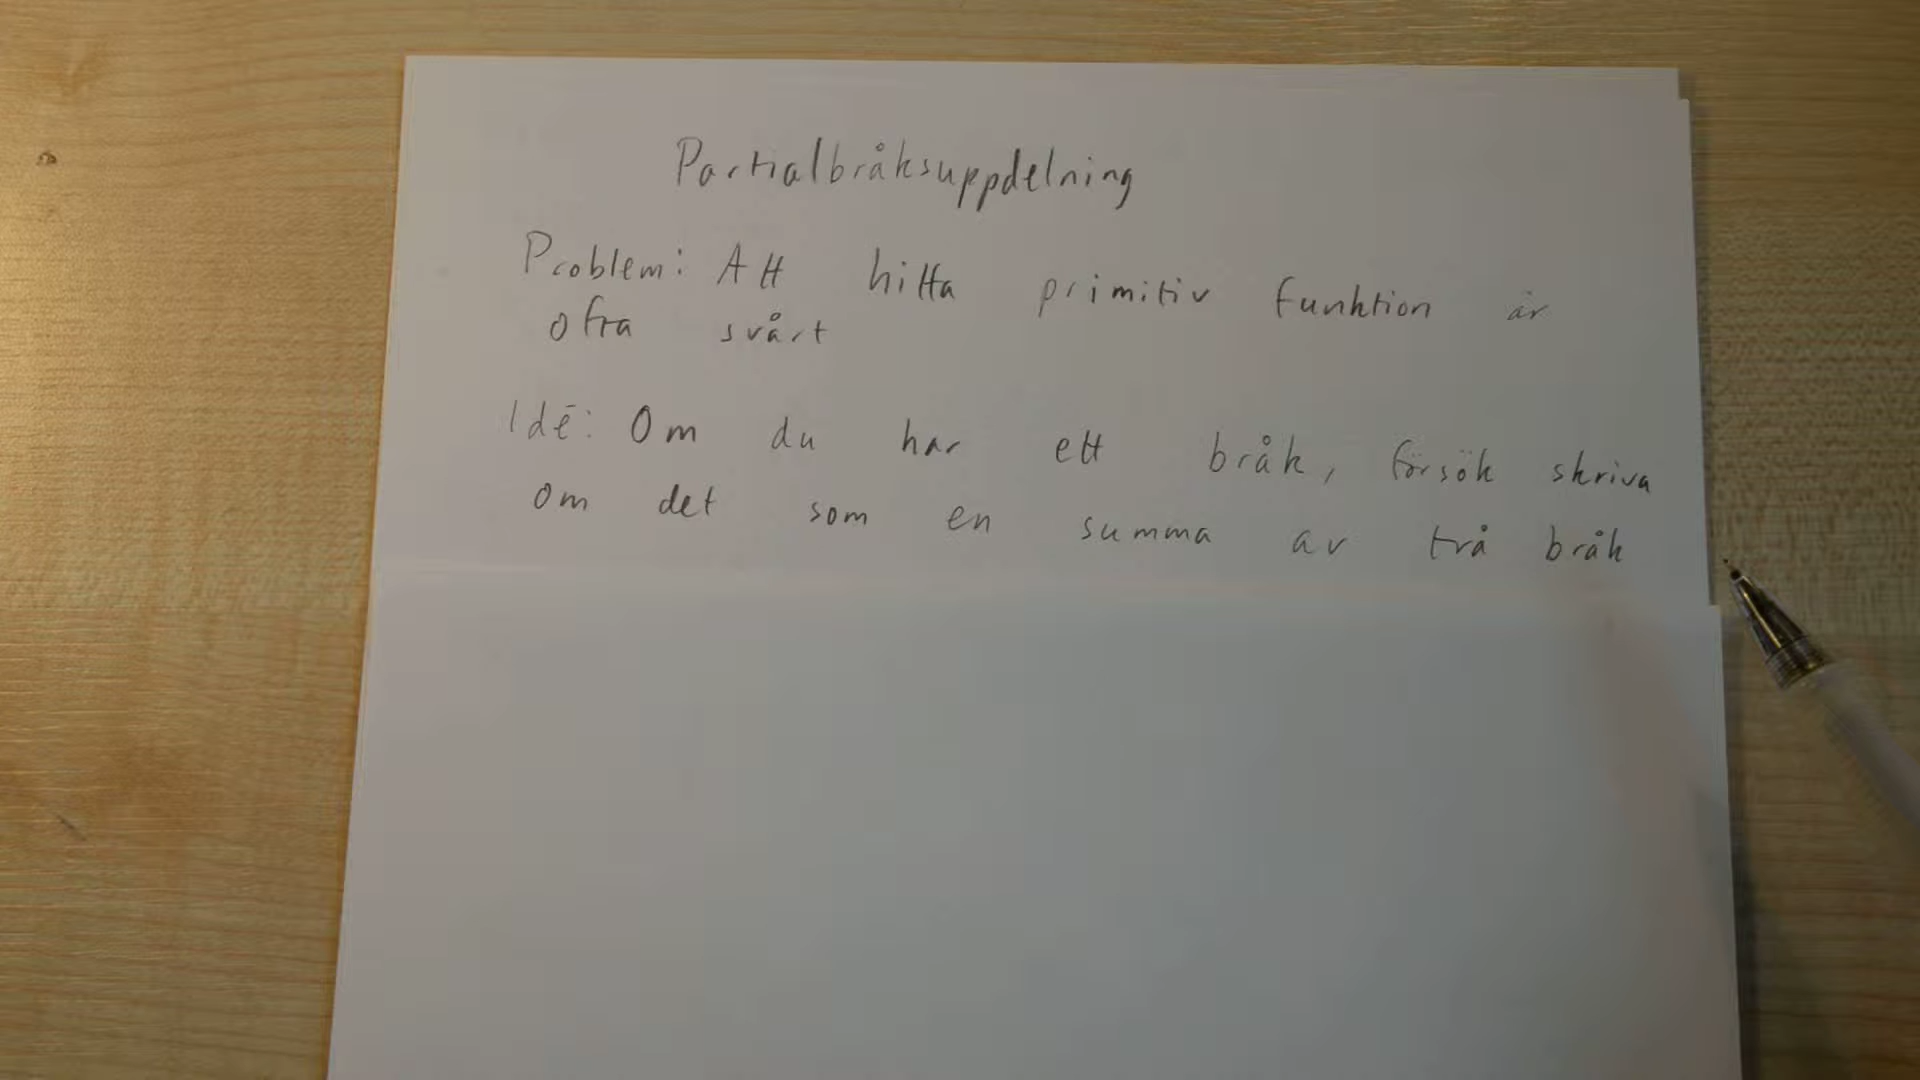 Partialbråksuppdelning
Problem: Att hitta primitiv funktion är
ofta svårt
Idé: Om du har ett bråk, försök skriva
om det som en summa av två bråk